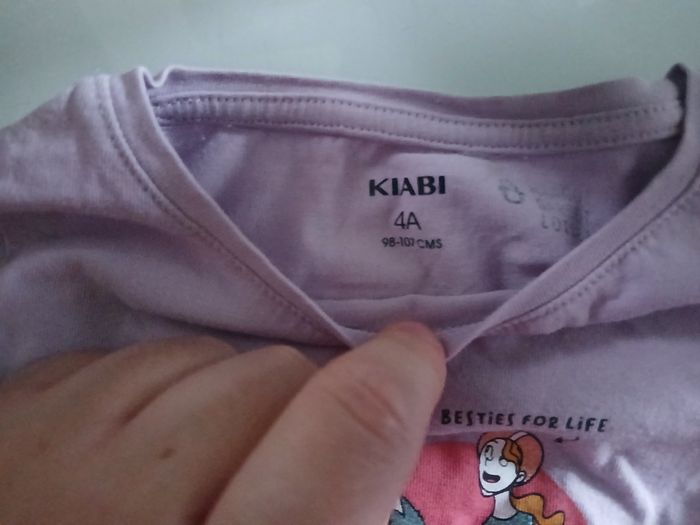 KIABI
4A
98-107 CMS
BESTIES FOR LIFE